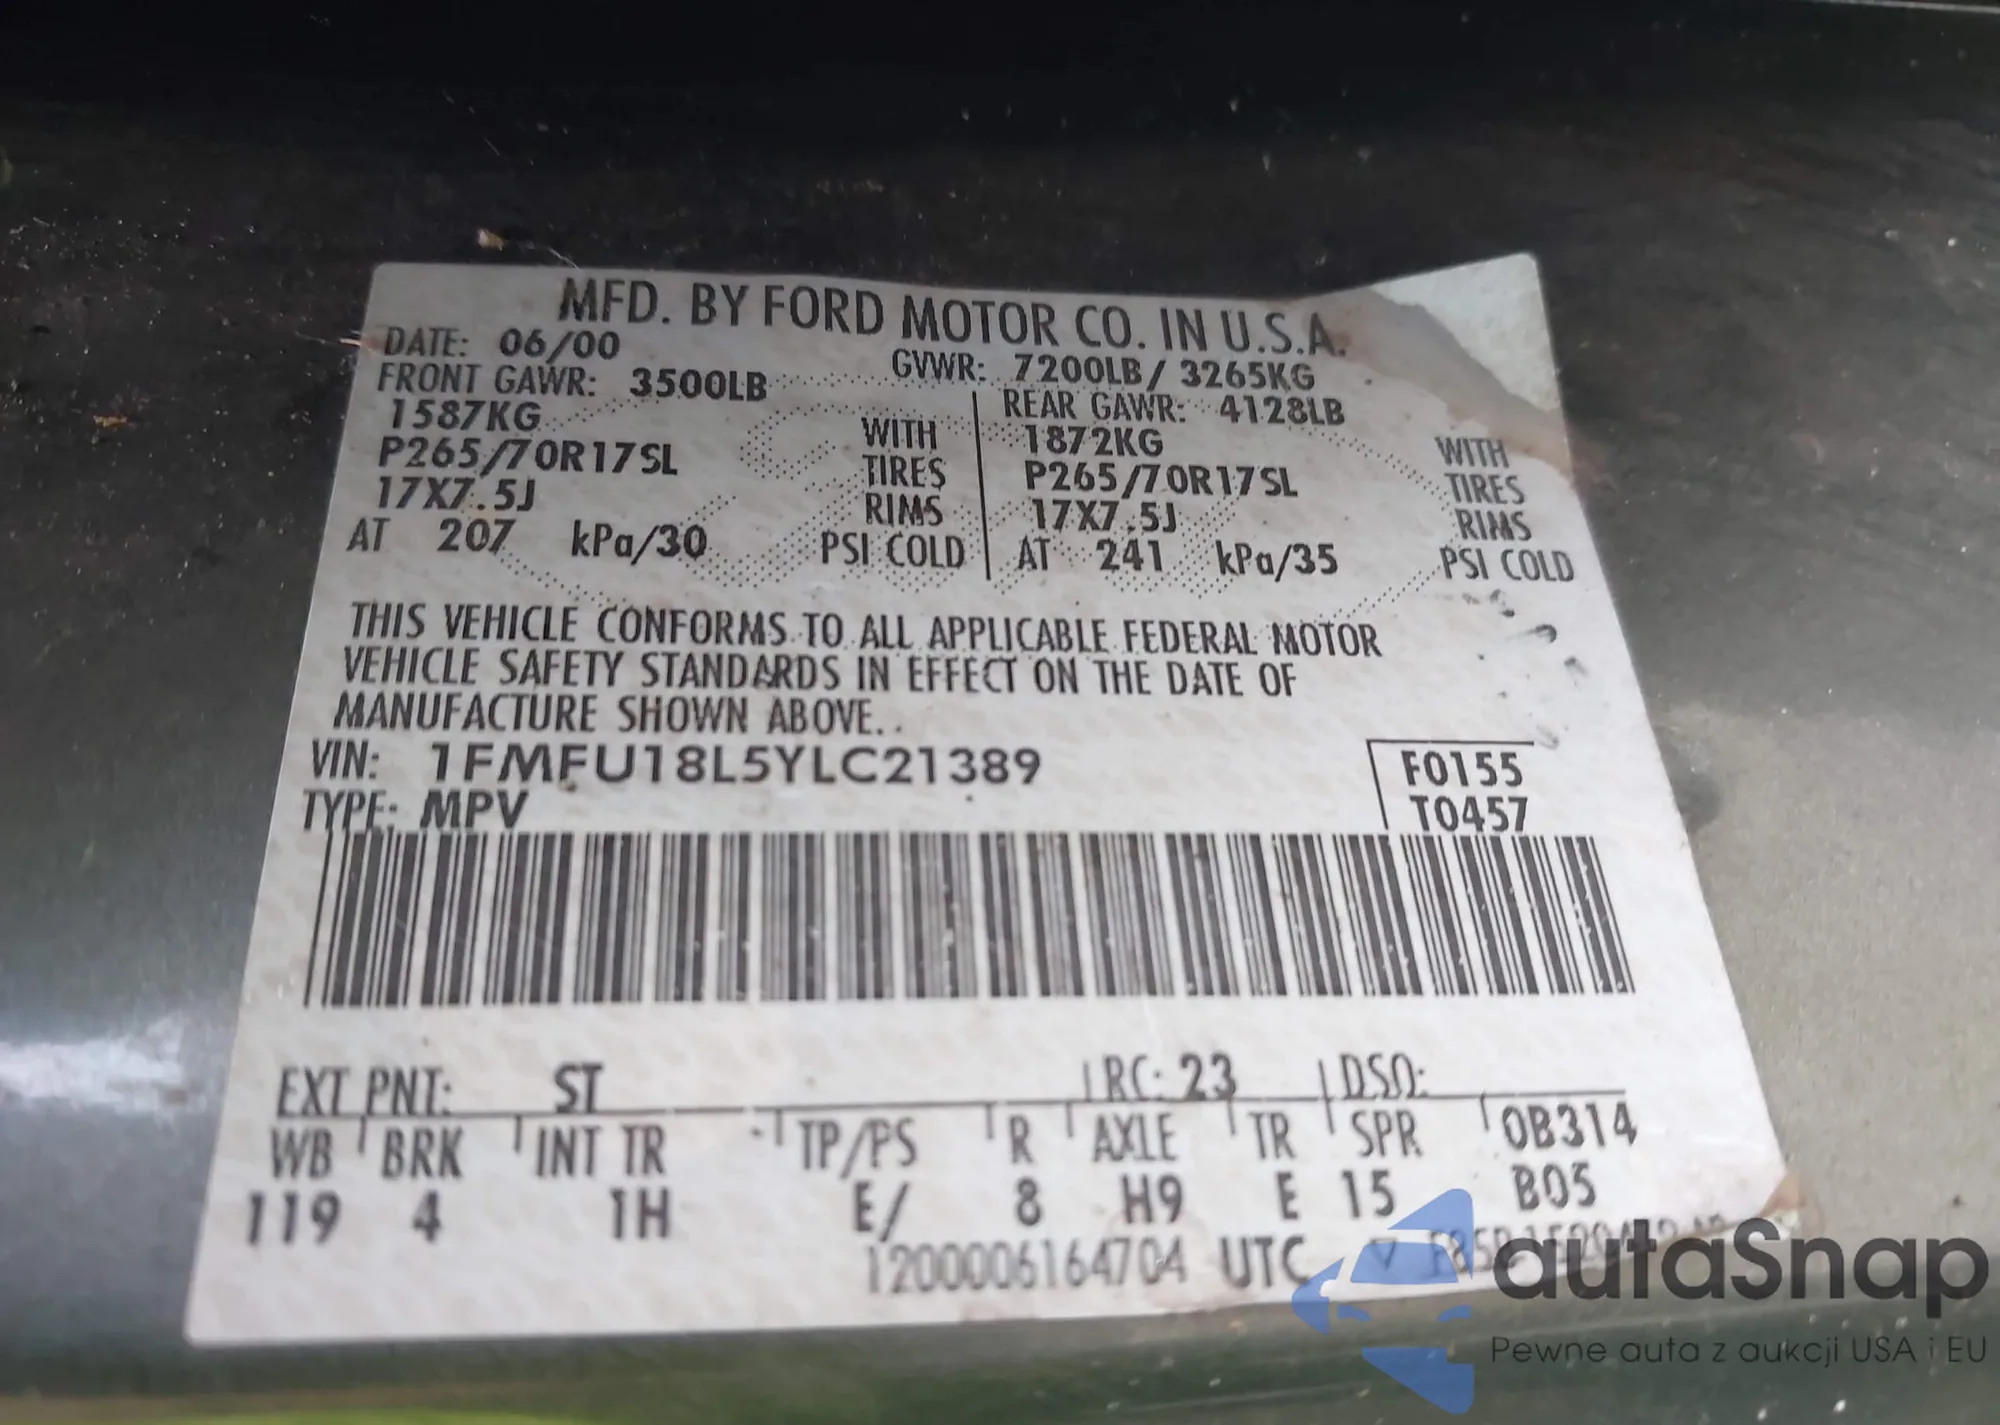 MFD. BY FORD MOTOR CO. IN U.S.A.
DATE: 06/00 GVWR: 7200LB/ 3265KG
FRONT GAWR: 3500LB REAR GAWR: 4128LB
1587KG WITH 1872KG WITH
P265/70R17SL TIRES P265/70R17SL TIRES
17X7.5J RIMS 17X7.5J RIMS
AT 207 kPa/30 PSI COLD AT 241 kPa/35 PSI COLD
THIS VEHICLE CONFORMS TO ALL APPLICABLE FEDERAL MOTOR
VEHICLE SAFETY STANDARDS IN EFFECT ON THE DATE OF
MANUFACTURE SHOWN ABOVE.
VIN: 1FMFU18L5YLC21389 F0155
TYPE: MPV T0457
EXT PNT: ST RC: 23 DSO:
WB BRK INT TR TP/PS R AXLE TR SPR 0B314
119 4 1H E/ 8 H9 E 15 B05
1200006164704 UTC
autaSnap
Pewne auta z aukcji USA i EU